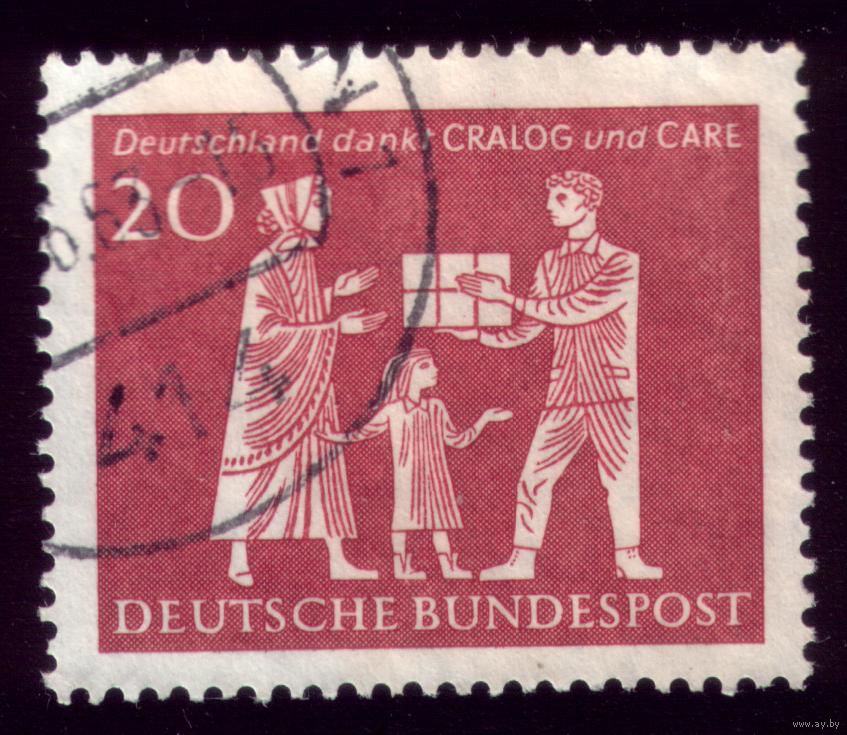 Deutschland dankt CRALOG und CARE
20
DEUTSCHE BUNDESPOST
www.ay.by